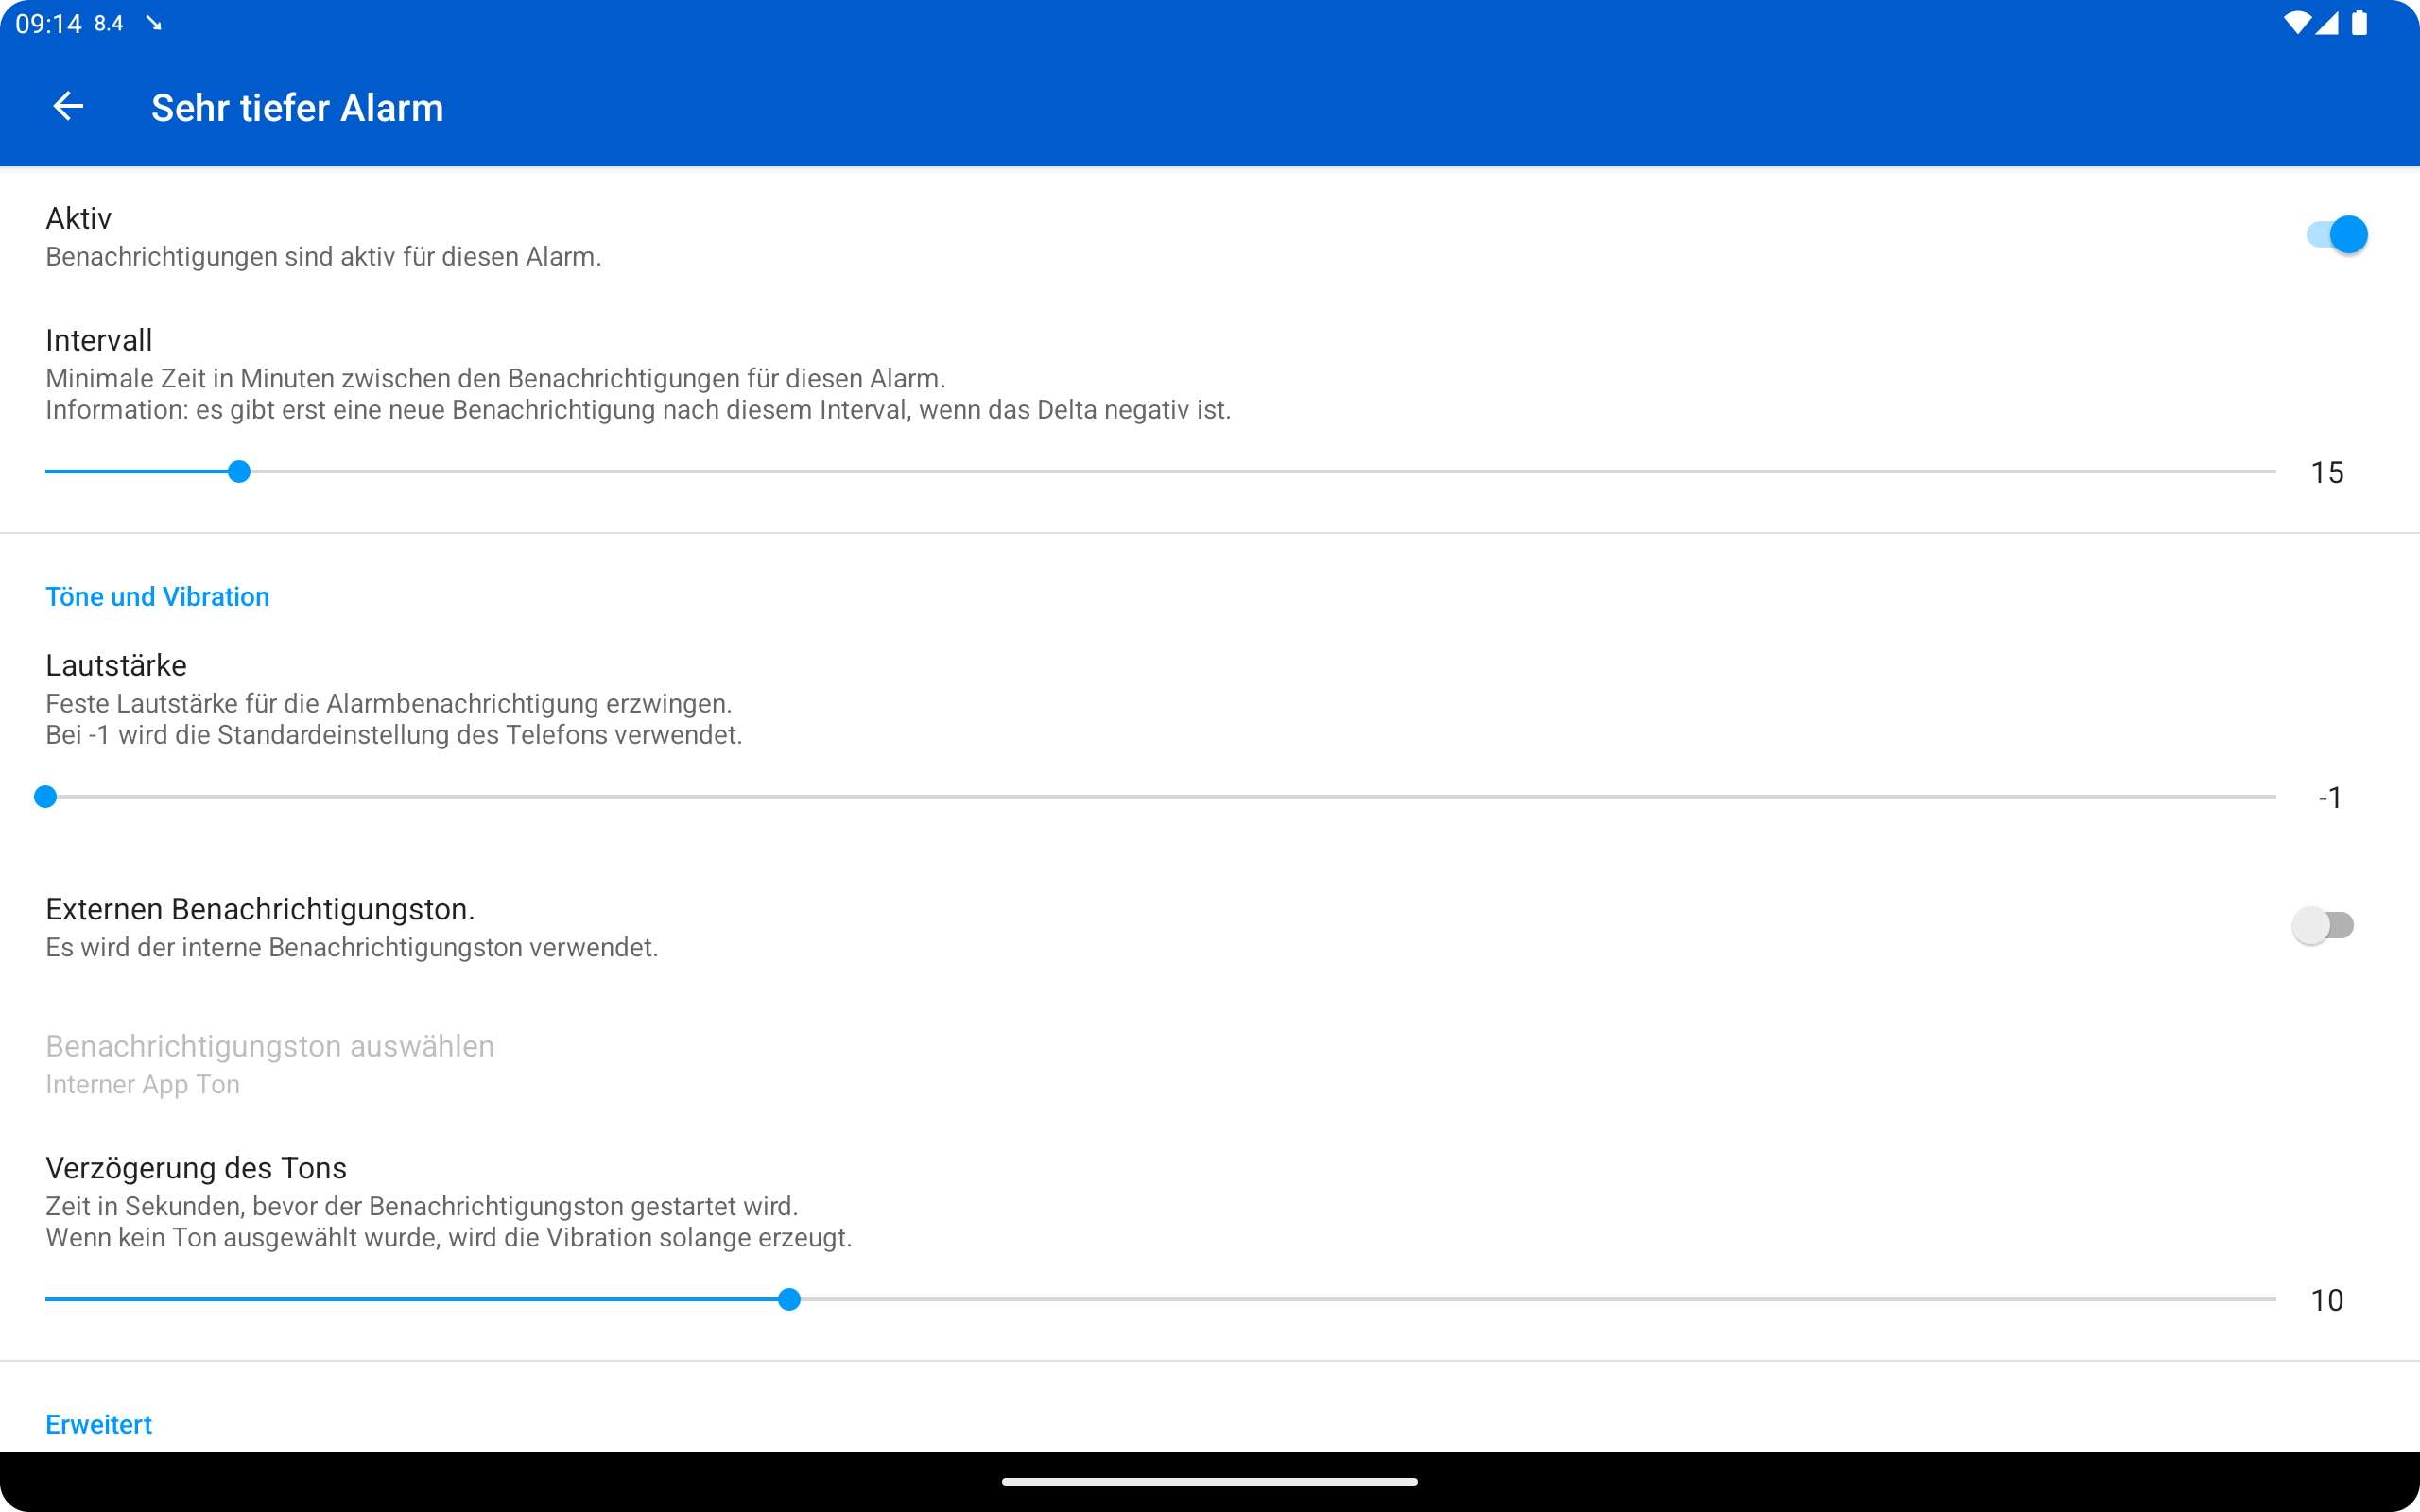 09:14 8.4
Sehr tiefer Alarm
Aktiv
Benachrichtigungen sind aktiv für diesen Alarm.
Intervall
Minimale Zeit in Minuten zwischen den Benachrichtigungen für diesen Alarm.
Information: es gibt erst eine neue Benachrichtigung nach diesem Interval, wenn das Delta negativ ist.
15
Töne und Vibration
Lautstärke
Feste Lautstärke für die Alarmbenachrichtigung erzwingen.
Bei -1 wird die Standardeinstellung des Telefons verwendet.
-1
Externen Benachrichtigungston.
Es wird der interne Benachrichtigungston verwendet.
Benachrichtigungston auswählen
Interner App Ton
Verzögerung des Tons
Zeit in Sekunden, bevor der Benachrichtigungston gestartet wird.
Wenn kein Ton ausgewählt wurde, wird die Vibration solange erzeugt.
10
Erweitert